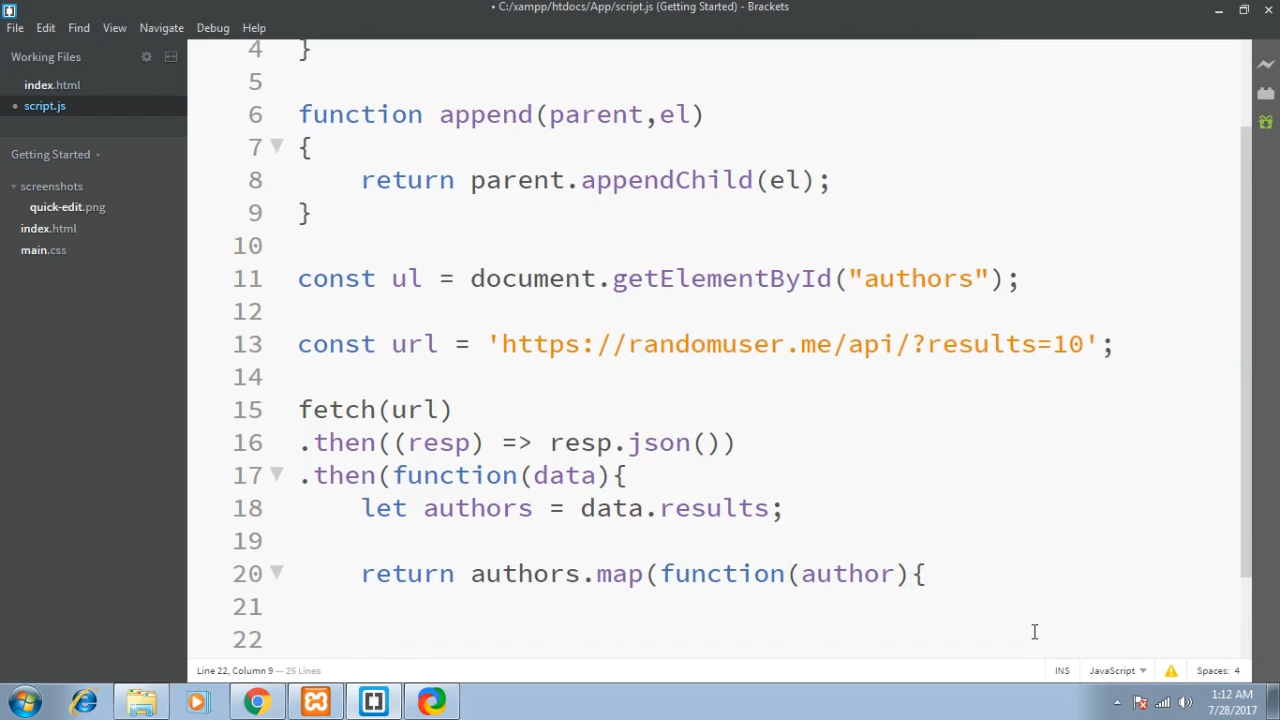 • C:/xampp/htdocs/App/script.js (Getting Started) - Brackets
File Edit Find View Navigate Debug Help
Working Files
index.html
• script.js
Getting Started
screenshots
quick-edit.png
index.html
main.css
4 }
5
6 function append(parent,el)
7 {
8 return parent.appendChild(el);
9 }
10
11 const ul = document.getElementById("authors");
12
13 const url = 'https://randomuser.me/api/?results=10';
14
15 fetch(url)
16 .then((resp) => resp.json())
17 .then(function(data){
18 let authors = data.results;
19
20 return authors.map(function(author){
21
22
Line 22, Column 9 — 25 Lines
INS JavaScript Spaces: 4
1:12 AM
7/28/2017